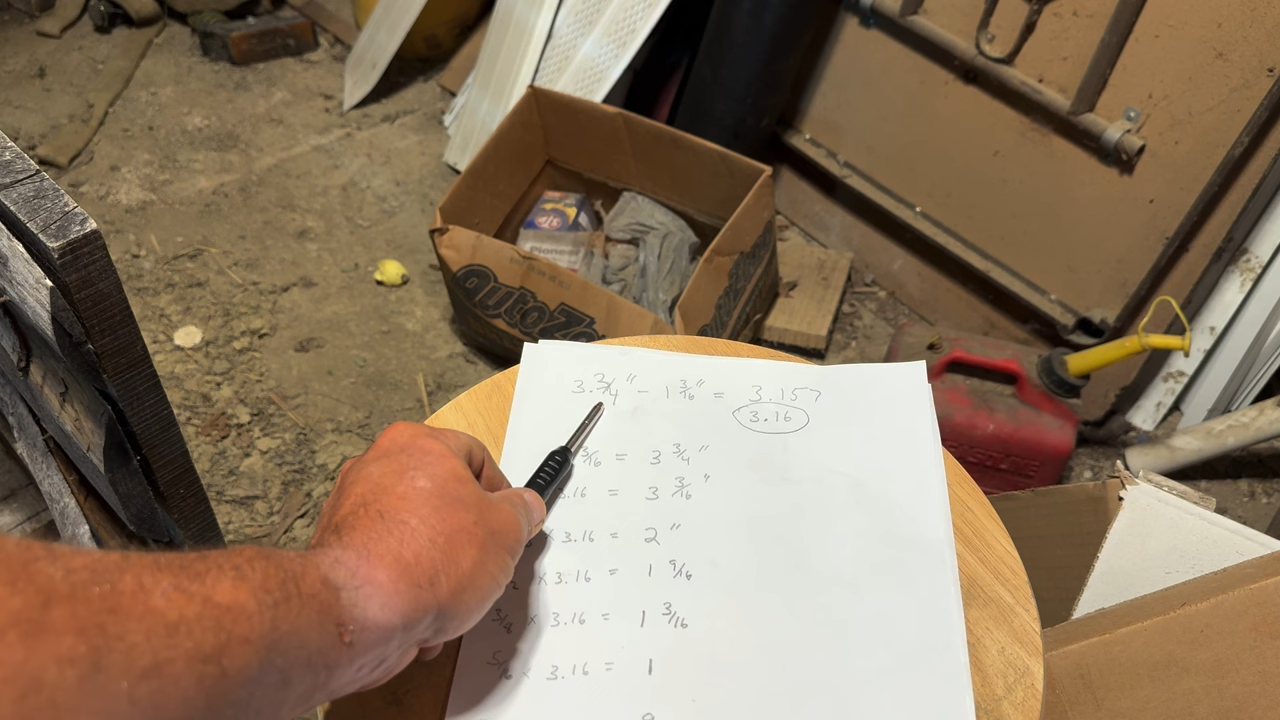 3.3/4" - 1 3/16" = 3.157
3.16
3/16 = 3 3/4"
3.16 = 3 3/16"
x 3.16 = 2"
x 3.16 = 1 9/16
x 3.16 = 1 3/16
5/16 x 3.16 = 1
AutoZo
Pioneer